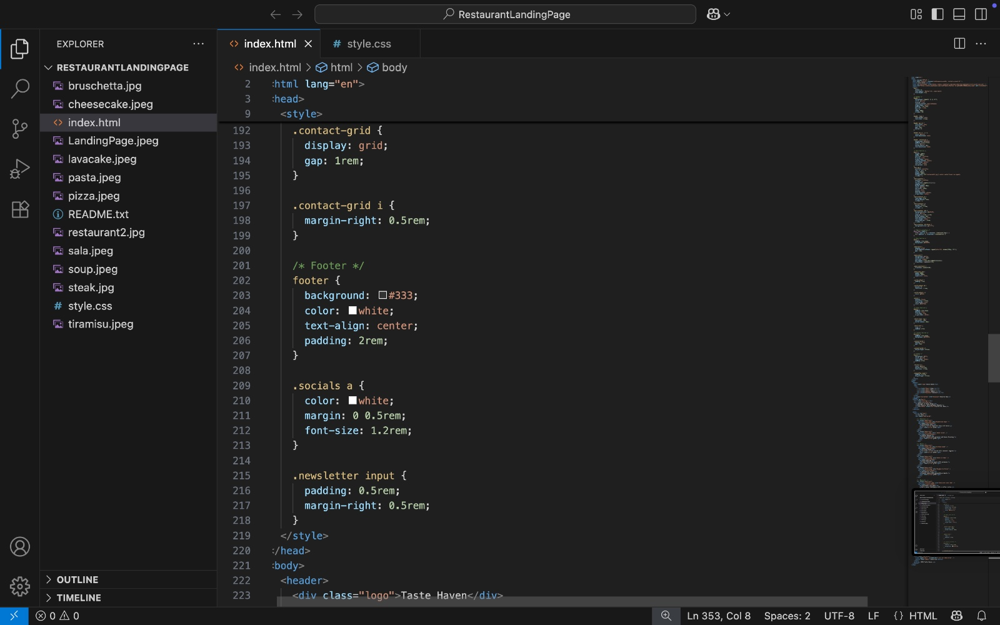 RestaurantLandingPage
EXPLORER
RESTAURANTLANDINGPAGE
bruschetta.jpg
cheesecake.jpeg
index.html
LandingPage.jpeg
lavacake.jpeg
pasta.jpeg
pizza.jpeg
README.txt
restaurant2.jpg
sala.jpeg
soup.jpeg
steak.jpg
# style.css
tiramisu.jpeg
OUTLINE
TIMELINE
index.html
# style.css
index.html > html > body
2 html lang="en">
3 head>
9 <style>
192 .contact-grid {
193 display: grid;
194 gap: 1rem;
195 }
196
197 .contact-grid i {
198 margin-right: 0.5rem;
199 }
200
201 /* Footer */
202 footer {
203 background: #333;
204 color: white;
205 text-align: center;
206 padding: 2rem;
207 }
208
209 .socials a {
210 color: white;
211 margin: 0 0.5rem;
212 font-size: 1.2rem;
213 }
214
215 .newsletter input {
216 padding: 0.5rem;
217 margin-right: 0.5rem;
218 }
219 </style>
220 /head>
221 body>
222 <header>
223 <div class="logo">Taste Haven</div>
0 0
Ln 353, Col 8 Spaces: 2 UTF-8 LF {} HTML